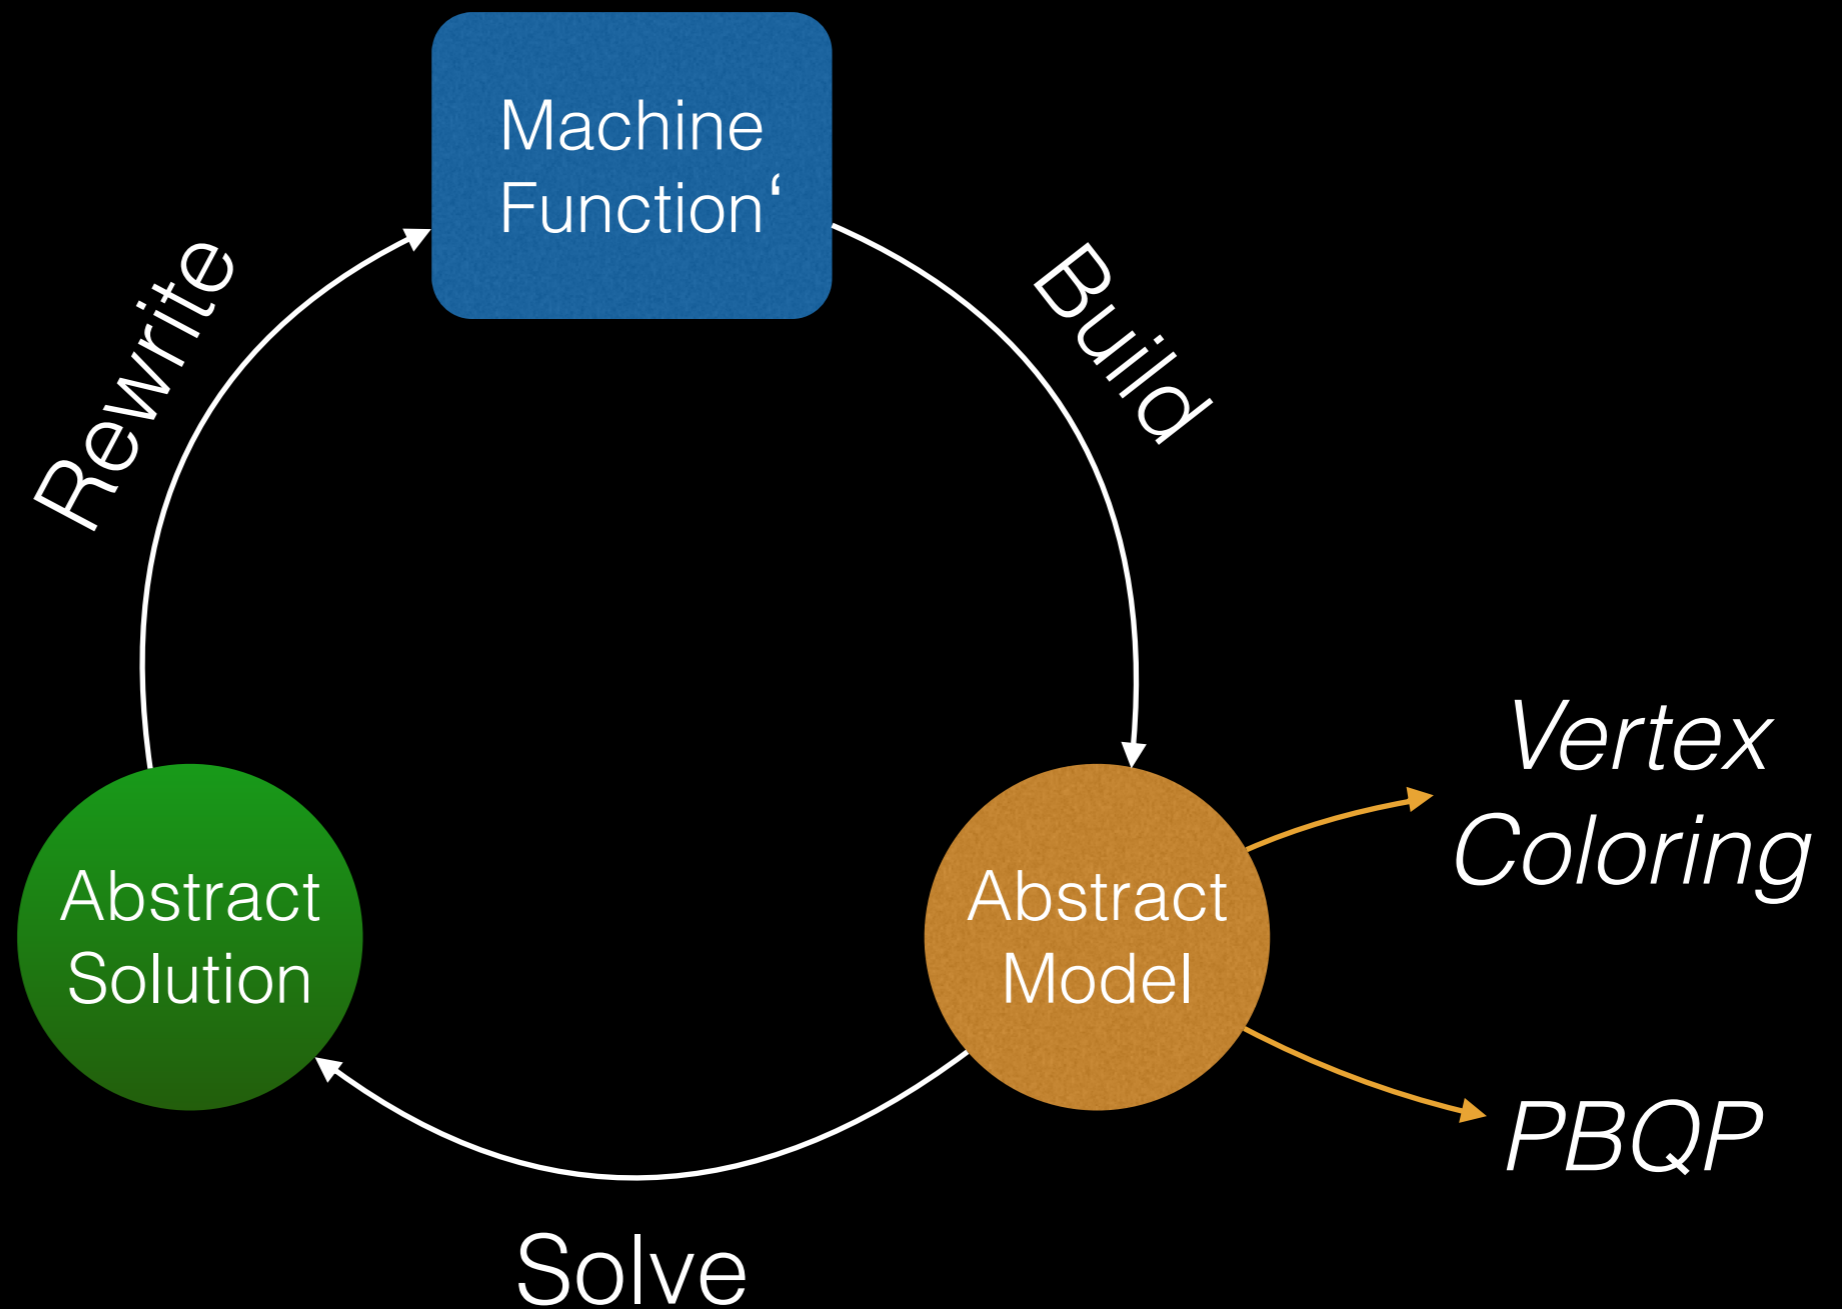 Machine
Function‘
Rewrite
Build
Vertex
Coloring
Abstract
Solution
Abstract
Model
PBQP
Solve